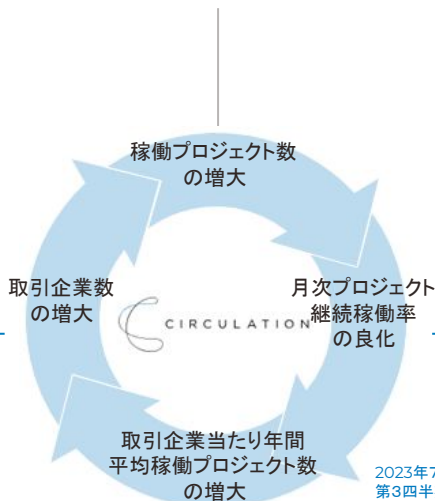 稼働プロジェクト数
の増大
取引企業数
の増大
CIRCULATION
月次プロジェクト
継続稼働率
の良化
取引企業当たり年間
平均稼働プロジェクト数
の増大
2023年7
第3四半